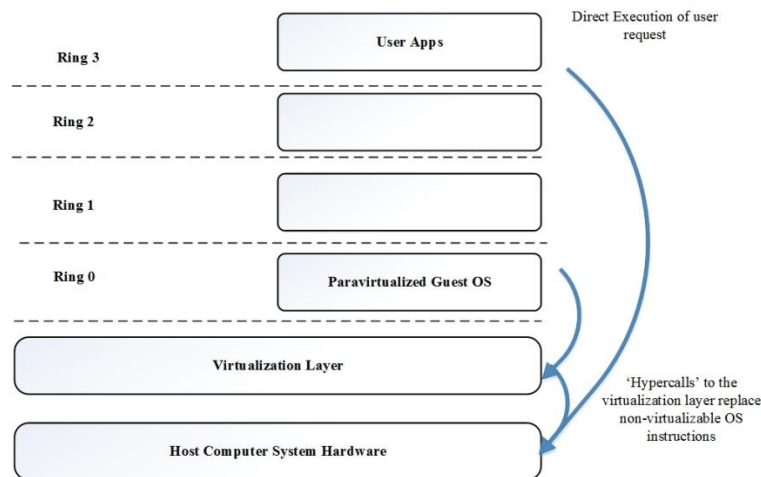 Direct Execution of user
request
User Apps
Ring 3
Ring 2
Ring 1
Ring 0
Paravirtualized Guest OS
Virtualization Layer
‘Hypercalls’ to the
virtualization layer replace
non-virtualizable OS
instructions
Host Computer System Hardware